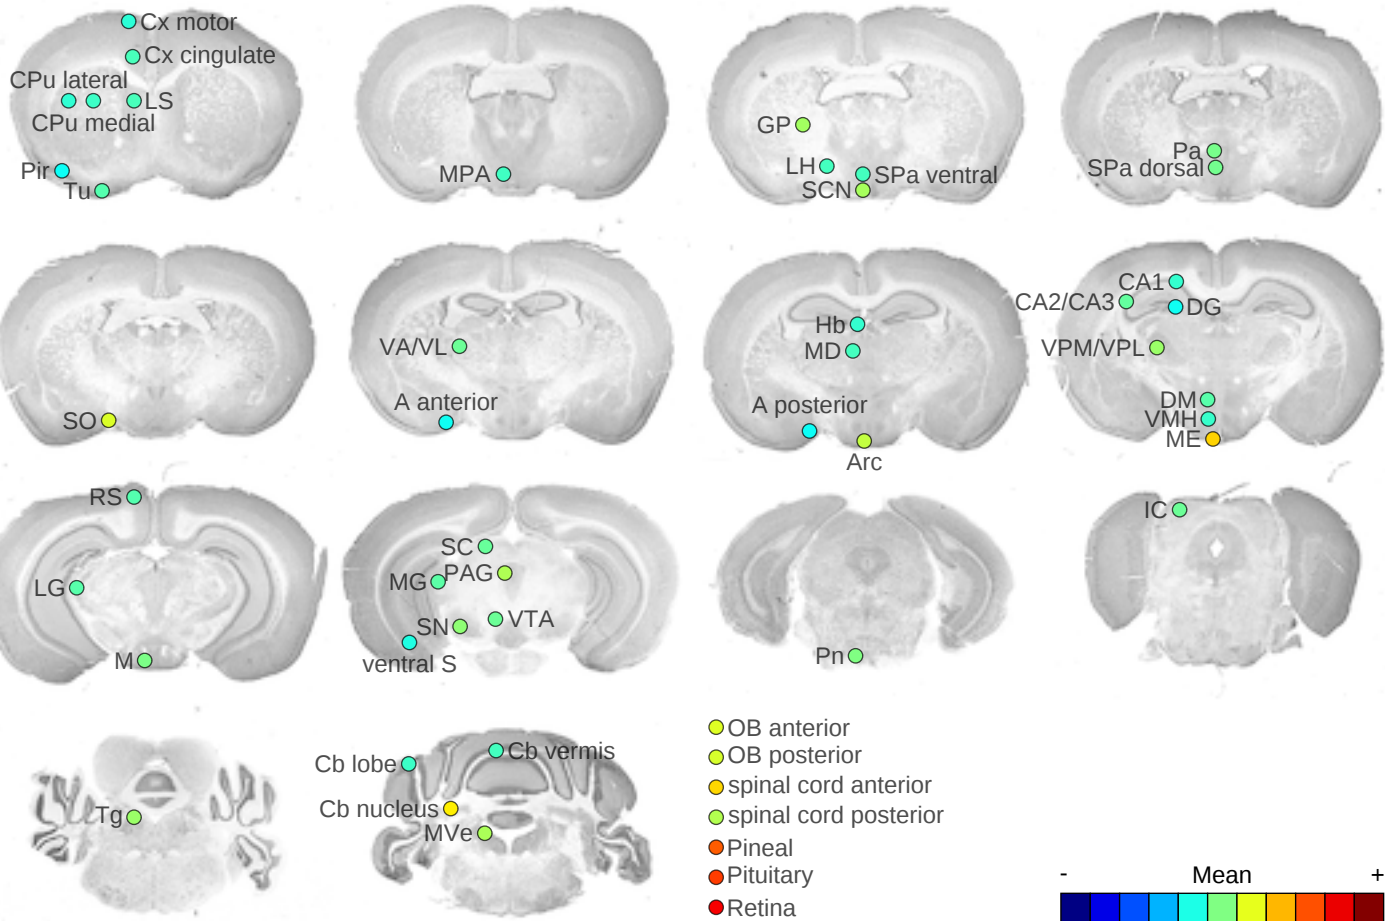 Cx motor
Cx cingulate
CPu lateral
LS
CPu medial
Pir
Tu
MPA
GP
LH
SPa ventral
SCN
Pa
SPa dorsal
SO
VA/VL
A anterior
Hb
MD
A posterior
Arc
CA1
CA2/CA3
DG
VPM/VPL
DM
VMH
ME
RS
LG
M
SC
MG
PAG
SN
VTA
ventral S
Pn
IC
Tg
Cb lobe
Cb vermis
Cb nucleus
MVe
OB anterior
OB posterior
spinal cord anterior
spinal cord posterior
Pineal
Pituitary
Retina
- Mean +